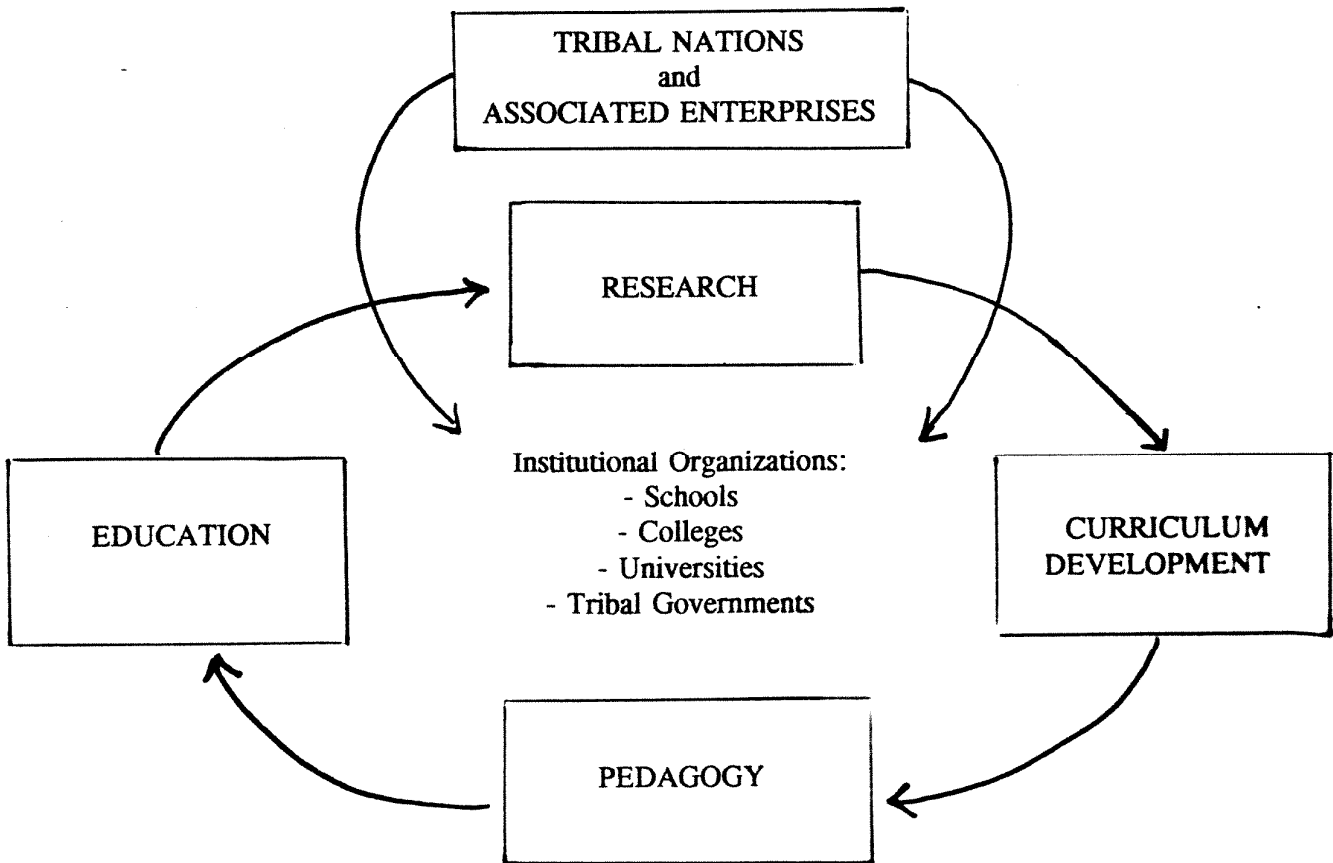 TRIBAL NATIONS
and
ASSOCIATED ENTERPRISES
RESEARCH
Institutional Organizations:
- Schools
- Colleges
- Universities
- Tribal Governments
EDUCATION
CURRICULUM
DEVELOPMENT
PEDAGOGY